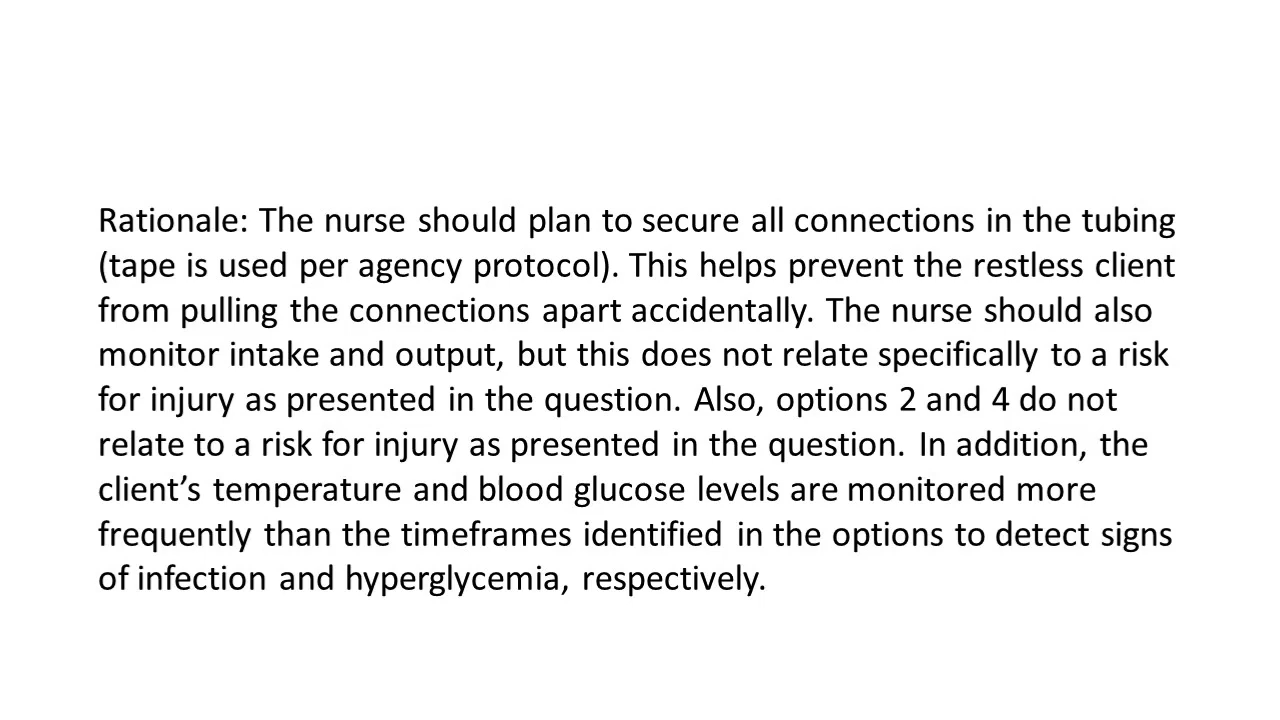 Rationale: The nurse should plan to secure all connections in the tubing
(tape is used per agency protocol). This helps prevent the restless client
from pulling the connections apart accidentally. The nurse should also
monitor intake and output, but this does not relate specifically to a risk
for injury as presented in the question. Also, options 2 and 4 do not
relate to a risk for injury as presented in the question. In addition, the
client’s temperature and blood glucose levels are monitored more
frequently than the timeframes identified in the options to detect signs
of infection and hyperglycemia, respectively.